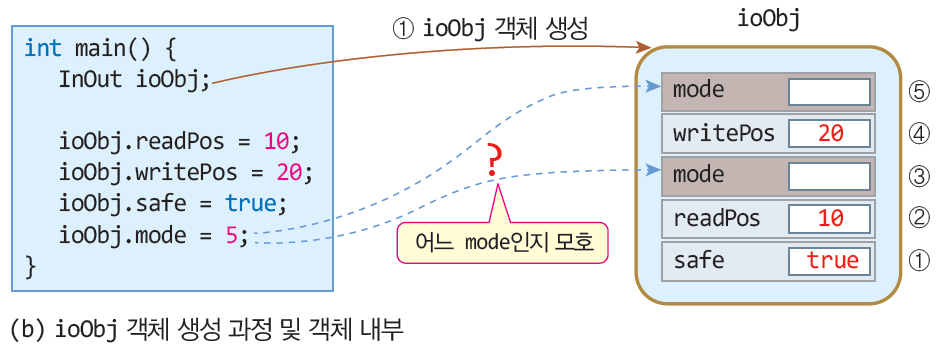 ① ioObj 객체 생성
ioObj
int main() {
InOut ioObj;
ioObj.readPos = 10;
ioObj.writePos = 20;
ioObj.safe = true;
ioObj.mode = 5;
}
?
어느 mode인지 모호
mode ⑤
writePos 20 ④
mode ③
readPos 10 ②
safe true ①
(b) ioObj 객체 생성 과정 및 객체 내부